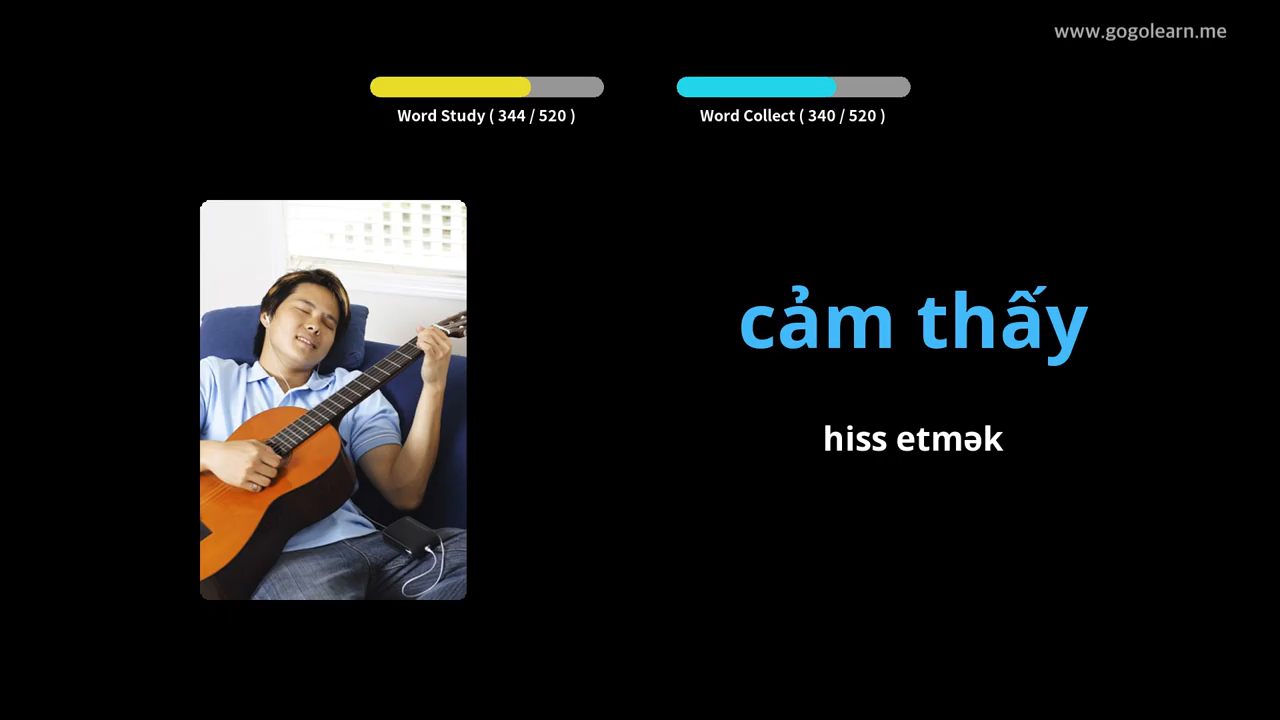 www.gogolearn.me
Word Study ( 344 / 520 )
Word Collect ( 340 / 520 )
cảm thấy
hiss etmək